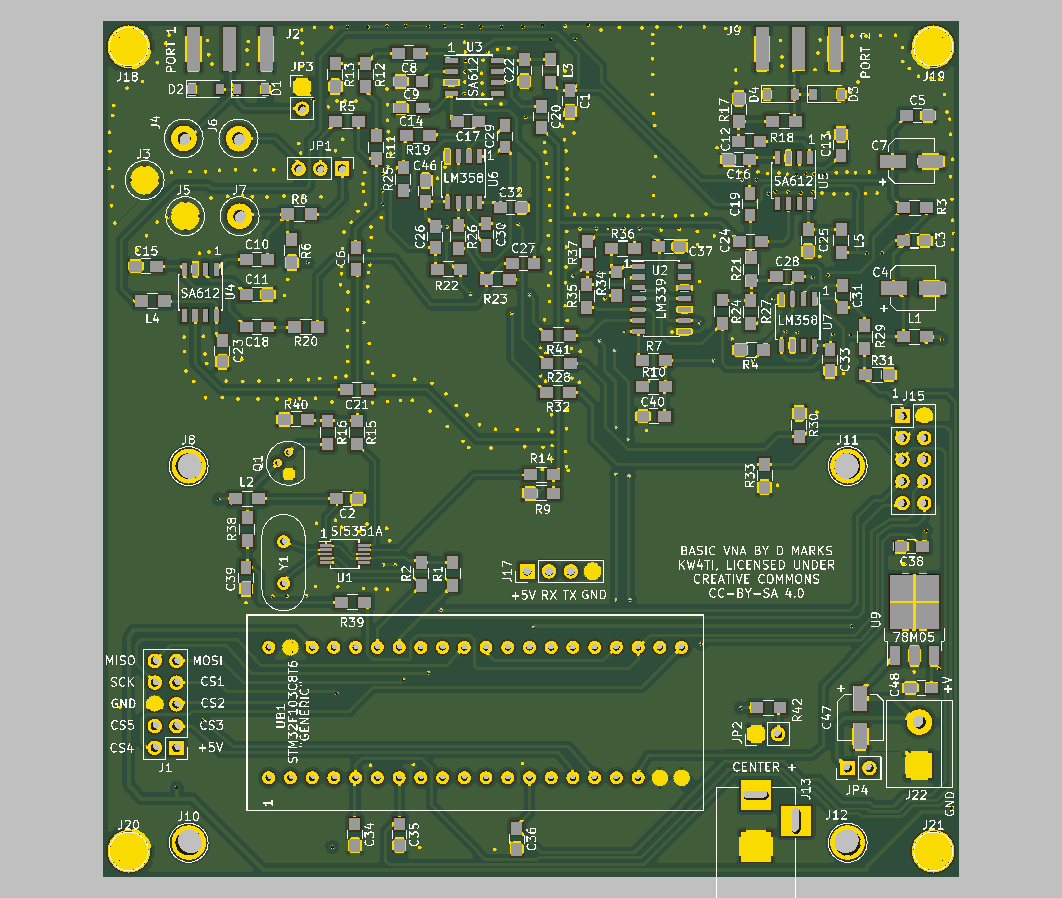 PORT 1
J2
J18
D2
D1
JP3
R13
R12
C8
1
U3
SA612
C9
C14
C22
L3
C1
C20
J9
PORT 2
J19
D4
D3
R17
C5
J4
J6
R5
R11
R19
C17
C29
C12
R18
C13
C7
+
J3
JP1
R25
C46
LM358
1
U6
C16
SA612
1
U5
J5
J7
R8
C32
C19
R3
R6
C6
C26
R26
C30
R37
R36
C37
C24
C25
L5
C3
C15
C10
1
SA612
U4
C11
C27
R22
R23
R35
R34
1
U2
LM339
R21
C28
C4
+
C31
L4
C18
R20
R24
R27
LM358
1
U7
R29
L1
C23
R41
R7
R4
C33
R31
R28
R10
C21
R32
C40
R40
R16
R15
R30
1
J15
J8
Q1
R14
R9
J11
R33
L2
C2
R38
Y1
SI5351A
1
U1
C39
R2
R1
J17
+5V RX TX GND
BASIC VNA BY D MARKS
KW4TI, LICENSED UNDER
CREATIVE COMMONS
CC-BY-SA 4.0
C38
R39
U9
78M05
MISO
MOSI
SCK
CS1
GND
CS2
CS5
CS3
CS4
+5V
J1
UB1
STM32F103C8T6
"GENERIC"
1
C48
+V
C47
+
R42
JP2
CENTER +
J13
JP4
J22
GND
J20
J10
C34
C35
C36
J12
J21